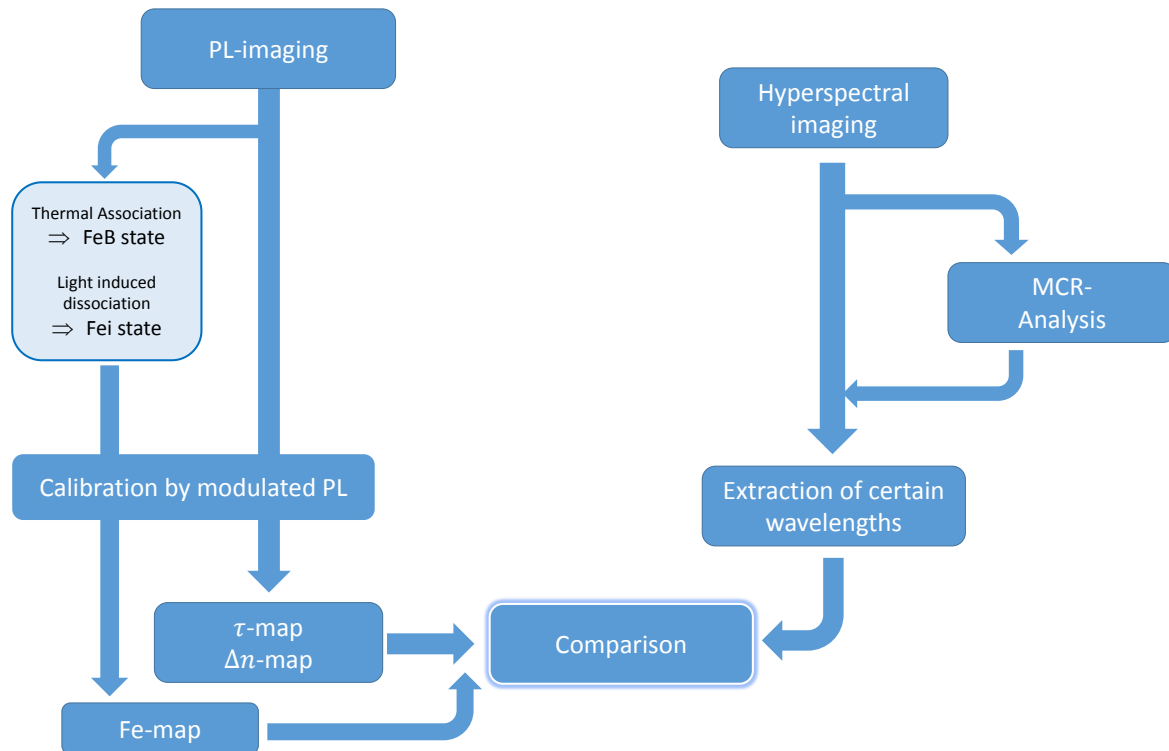 PL-imaging
Hyperspectral
imaging
Thermal Association
⇒ FeB state
Light induced
dissociation
⇒ Fei state
MCR-
Analysis
Calibration by modulated PL
Extraction of certain
wavelengths
𝜏-map
Δ𝑛-map
Comparison
Fe-map